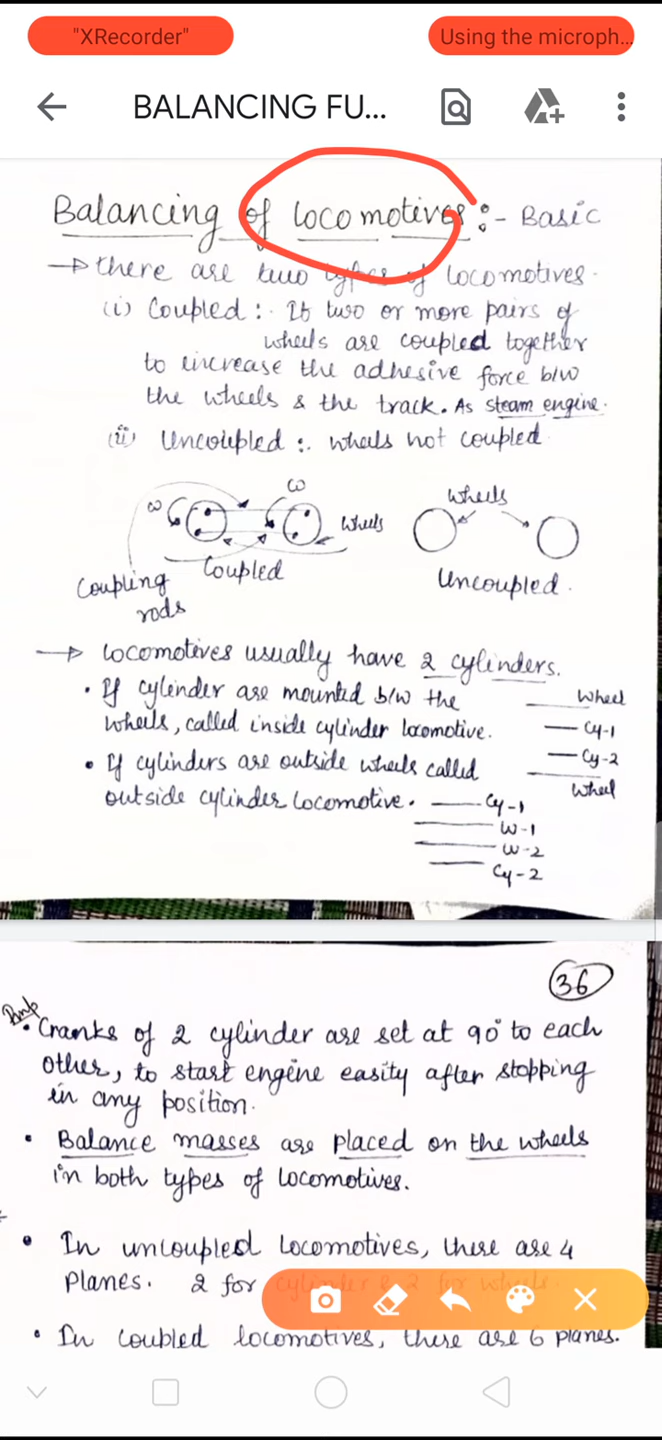 "XRecorder"
Using the microph...
BALANCING FU...
Balancing of locomotives :- Basic
→ there are two types of locomotives.
(i) Coupled :- If two or more pairs of
wheels are coupled together
to increase the adhesive force b/w
the wheels & the track. As steam engine.
(ii) Uncoupled :. wheels not coupled
ω
ω
wheels
wheels
Coupled
Uncoupled.
Coupling
rods
→ locomotives usually have 2 cylinders.
• If cylinder are mounted b/w the
wheels, called inside cylinder locomotive.
wheel
Cy-1
Cy-2
wheel
• If cylinders are outside wheels called
outside cylinder locomotive.
Cy-1
W-1
W-2
Cy-2
36
• Cranks of 2 cylinder are set at 90° to each
other, to start engine easity after stopping
in any position.
• Balance masses are placed on the wheels
in both types of locomotives.
• In uncoupled locomotives, there are 4
planes. 2 for cylinder & 2 for wheels.
• In coupled locomotives, there are 6 planes.